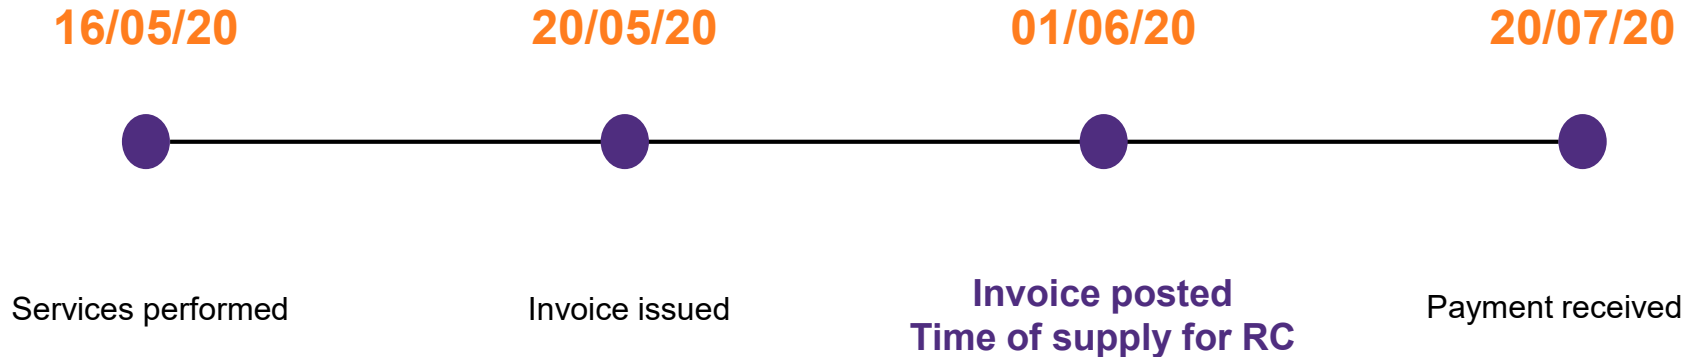 16/05/20
20/05/20
01/06/20
20/07/20
Services performed
Invoice issued
Invoice posted
Time of supply for RC
Payment received